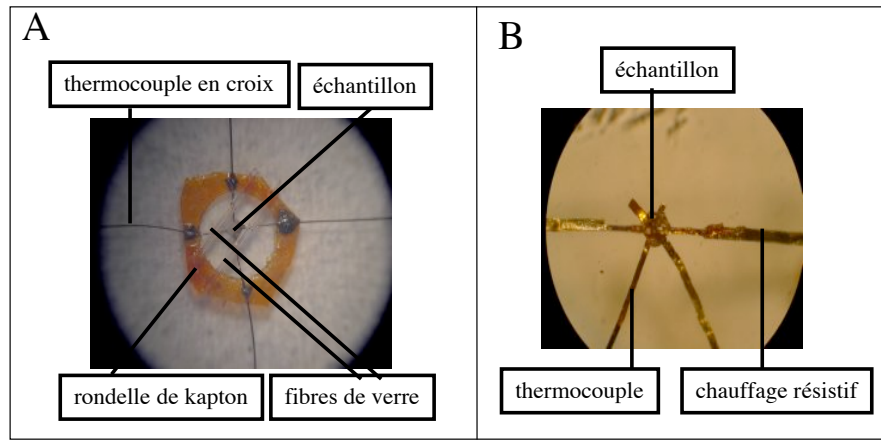 A
thermocouple en croix
échantillon
rondelle de kapton
fibres de verre
B
échantillon
thermocouple
chauffage résistif